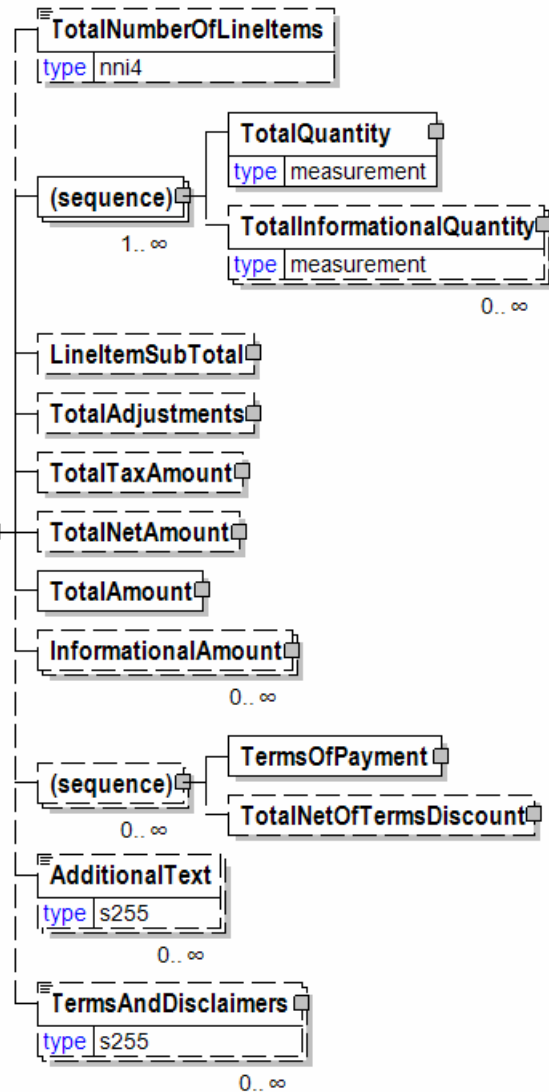 TotalNumberOfLineItems
type nni4
TotalQuantity
type measurement
(sequence)
1.. ∞
TotalInformationalQuantity
type measurement
0.. ∞
LineItemSubTotal
TotalAdjustments
TotalTaxAmount
TotalNetAmount
TotalAmount
InformationalAmount
0.. ∞
TermsOfPayment
(sequence)
0.. ∞
TotalNetOfTermsDiscount
AdditionalText
type s255
0.. ∞
TermsAndDisclaimers
type s255
0.. ∞